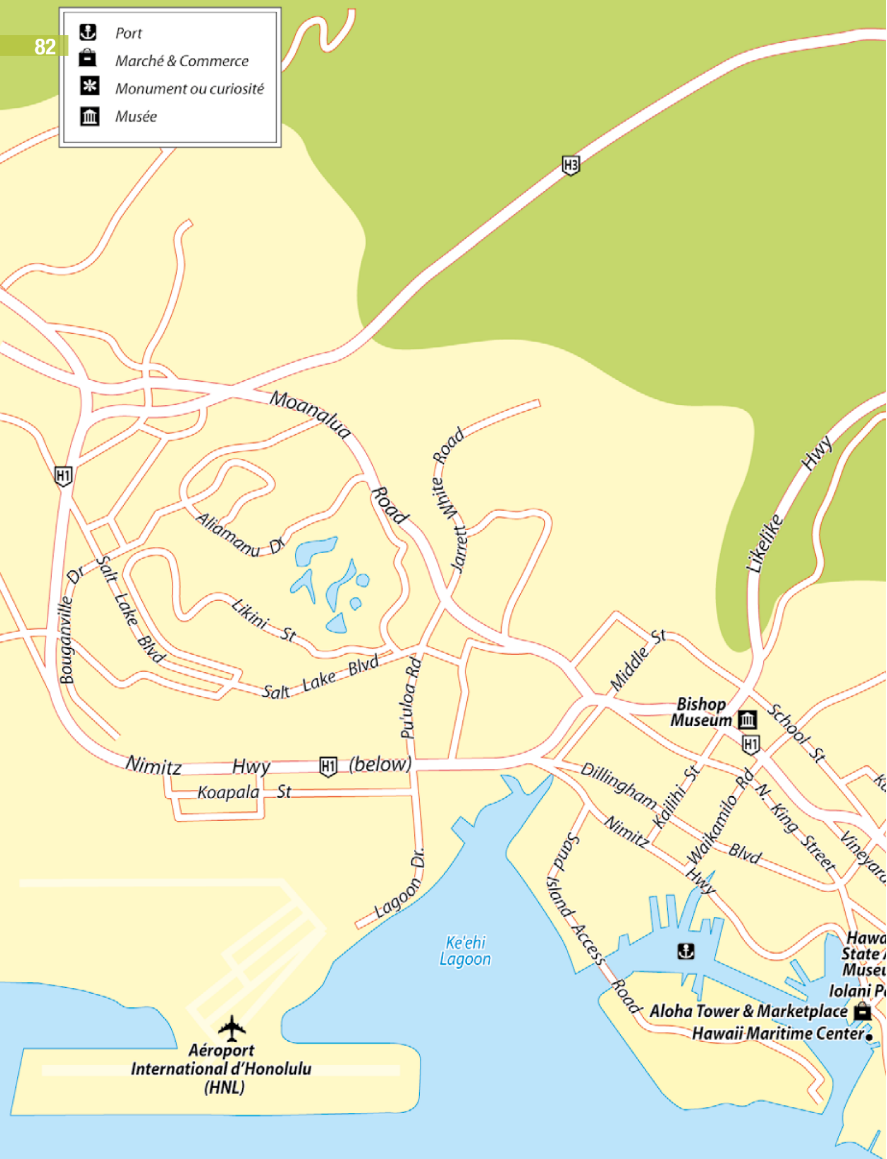 82
Port
Marché & Commerce
Monument ou curiosité
Musée
H3
Moanalua
Road
Jarrett White Road
Likelike Hwy
H1
Aliamanu Dr
Salt Lake Blvd
Bouganville Dr
Likini St
Salt Lake Blvd
Pu'uloa Rd
Middle St
Bishop
Museum
H1
School St
Nimitz Hwy H1 (below)
Koapala St
Dillingham
Blvd
Kalihi St
Waikamilo Rd
N. King Street
Vineyard
Nimitz
Hwy
Lagoon Dr.
Sand Island Access Road
Ke'ehi
Lagoon
Hawa
State A
Museu
Iolani Pa
Aloha Tower & Marketplace
Hawaii Maritime Center
Aéroport
International d'Honolulu
(HNL)